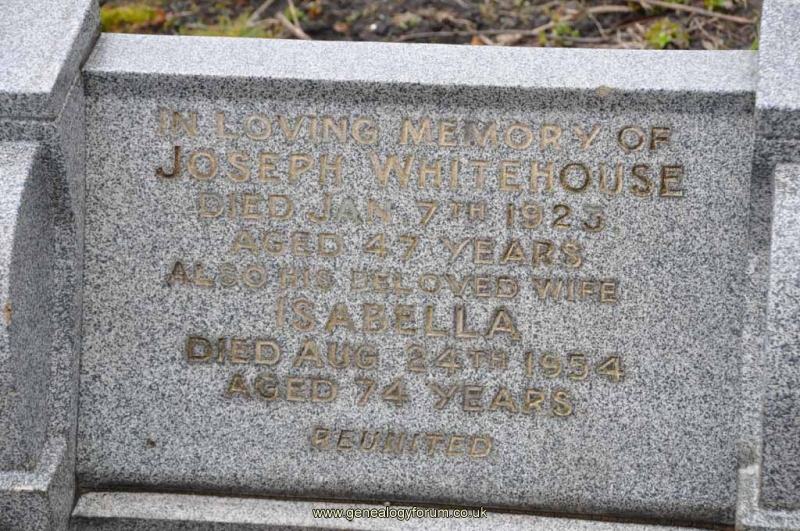 IN LOVING MEMORY OF
JOSEPH WHITEHOUSE
DIED JAN 7TH 1923
AGED 47 YEARS
ALSO HIS BELOVED WIFE
ISABELLA
DIED AUG 24TH 1954
AGED 74 YEARS
REUNITED
www.genealogyforum.co.uk